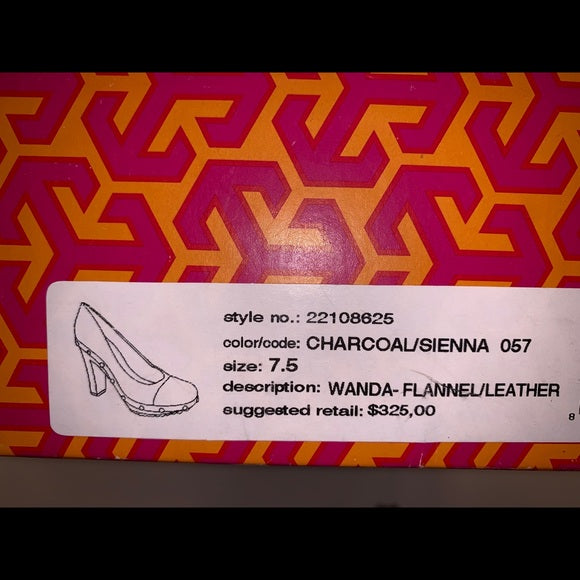 style no.: 22108625
color/code: CHARCOAL/SIENNA 057
size: 7.5
description: WANDA- FLANNEL/LEATHER
suggested retail: $325,00
8